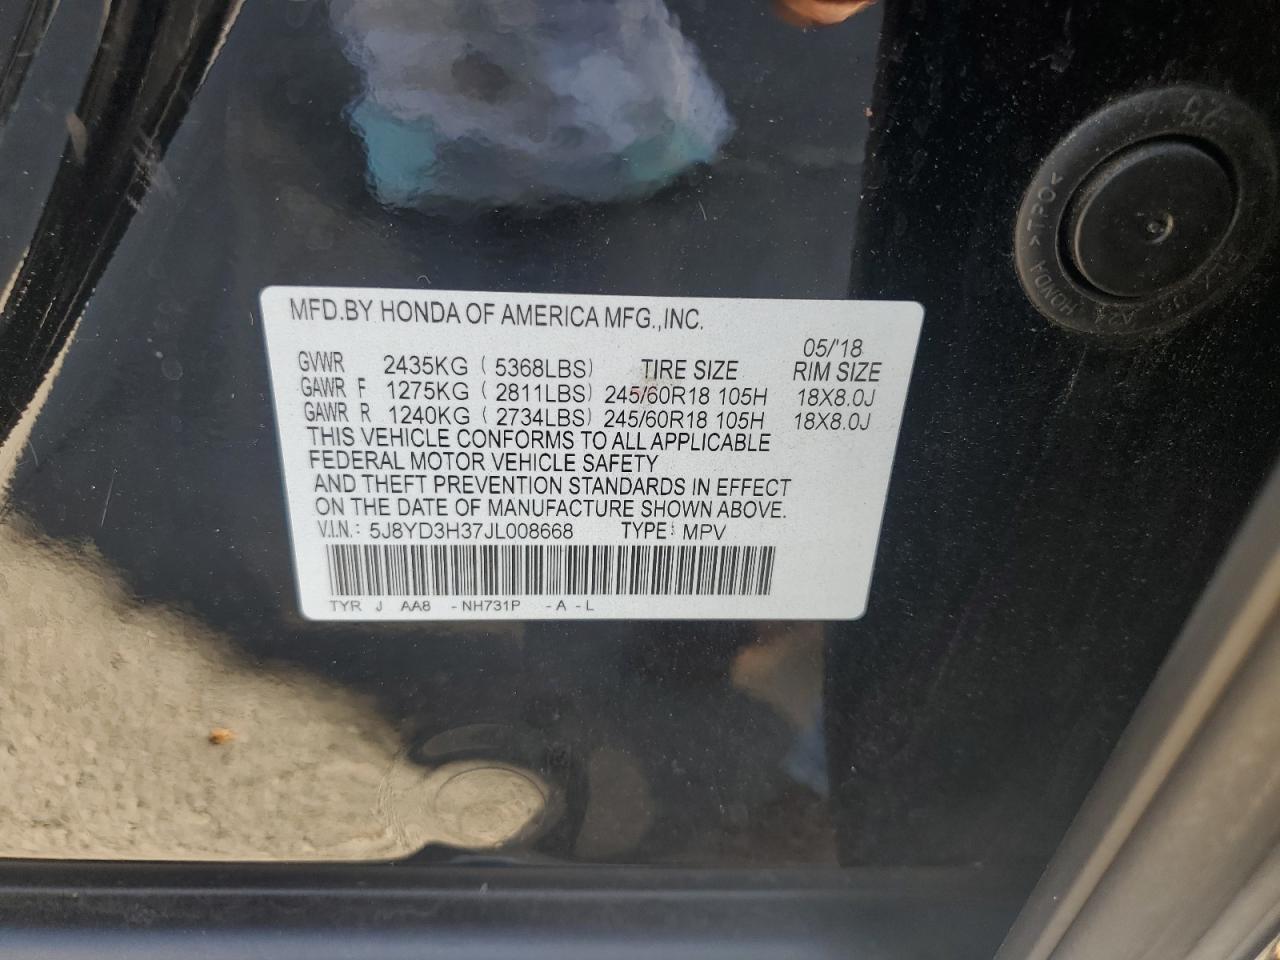 MFD.BY HONDA OF AMERICA MFG.,INC.
05/'18
GVWR 2435KG ( 5368LBS) TIRE SIZE RIM SIZE
GAWR F 1275KG ( 2811LBS) 245/60R18 105H 18X8.0J
GAWR R 1240KG ( 2734LBS) 245/60R18 105H 18X8.0J
THIS VEHICLE CONFORMS TO ALL APPLICABLE
FEDERAL MOTOR VEHICLE SAFETY
AND THEFT PREVENTION STANDARDS IN EFFECT
ON THE DATE OF MANUFACTURE SHOWN ABOVE.
V.I.N.: 5J8YD3H37JL008668 TYPE: MPV
TYR J AA8 -NH731P -A -L
HONDA >TPO<